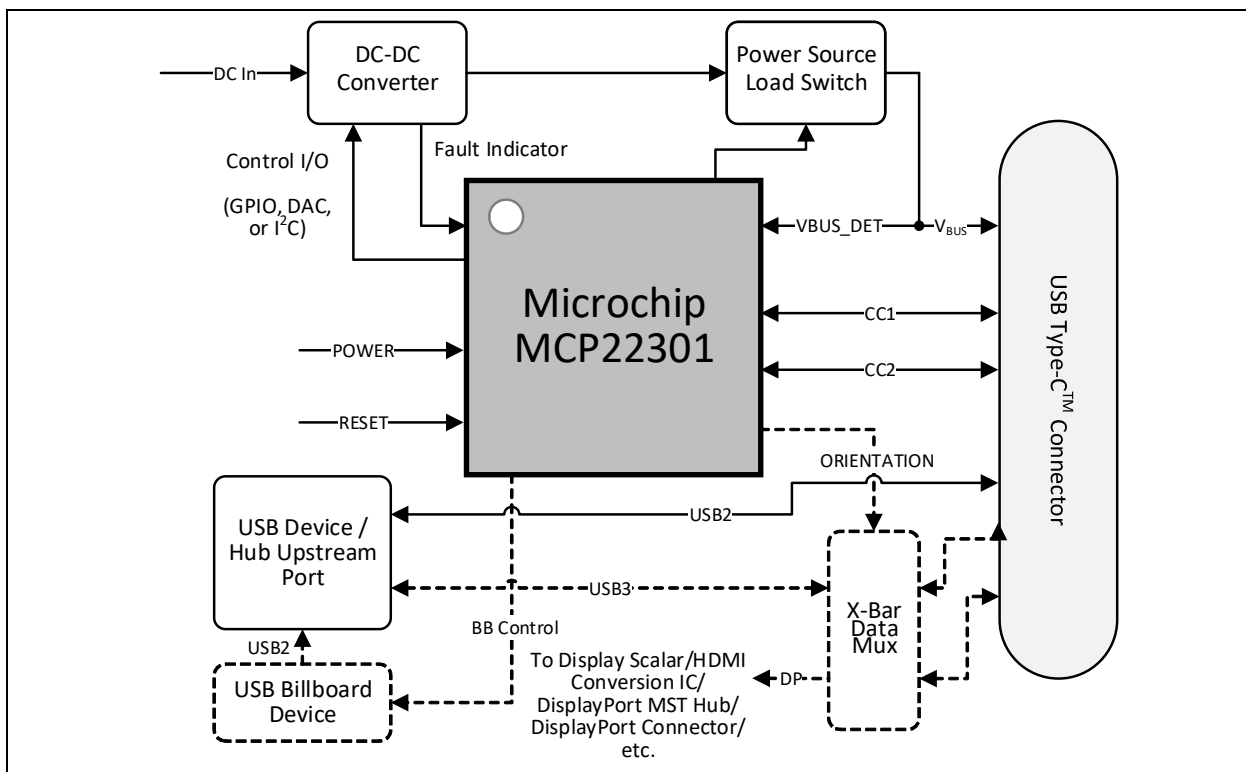 DC In
DC-DC
Converter
Power Source
Load Switch
Control I/O
(GPIO, DAC,
or I²C)
Fault Indicator
Microchip
MCP22301
VBUS_DET
VBUS
CC1
CC2
POWER
RESET
ORIENTATION
USB Type-C™ Connector
USB Device /
Hub Upstream
Port
USB2
USB3
X-Bar
Data
Mux
BB Control
USB2
USB Billboard
Device
To Display Scalar/HDMI
Conversion IC/
DisplayPort MST Hub/
DisplayPort Connector/
etc.
DP